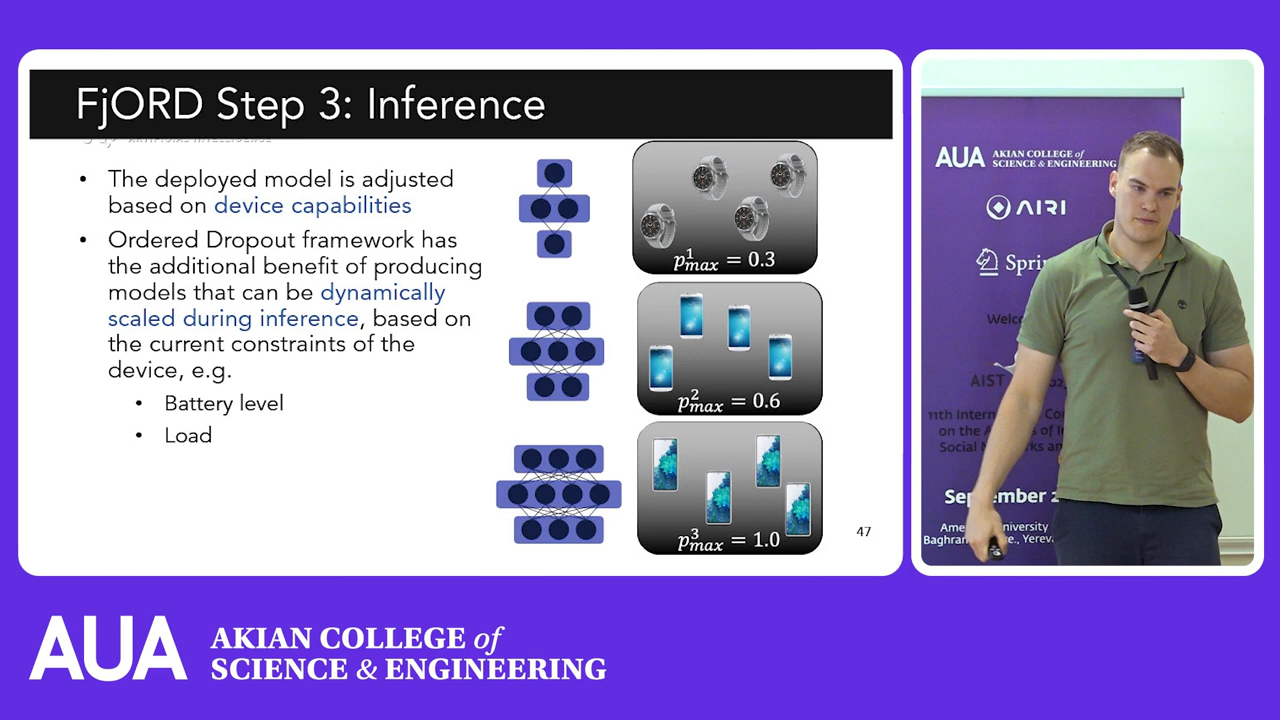 FjORD Step 3: Inference
• The deployed model is adjusted
based on device capabilities
• Ordered Dropout framework has
the additional benefit of producing
models that can be dynamically
scaled during inference, based on
the current constraints of the
device, e.g.
• Battery level
• Load
p¹max = 0.3
p²max = 0.6
p³max = 1.0
47
AUA AKIAN COLLEGE of
SCIENCE & ENGINEERING
AIRI
Welc
AIST
11th Intern
on the A
Social N
Baghra
AUA
AKIAN COLLEGE of
SCIENCE & ENGINEERING